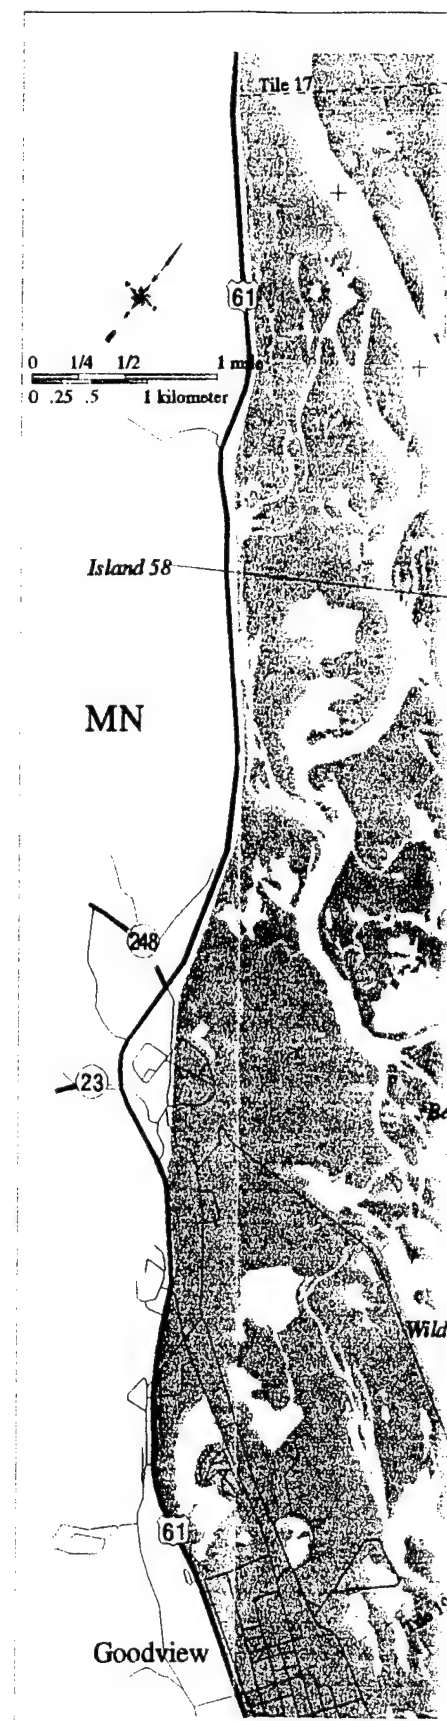 Tile 17
61
0 1/4 1/2 1 mile
0 .25 .5 1 kilometer
Island 58
MN
248
23
Wild
61
Goodview